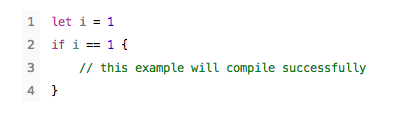 1 let i = 1
2 if i == 1 {
3     // this example will compile successfully
4 }